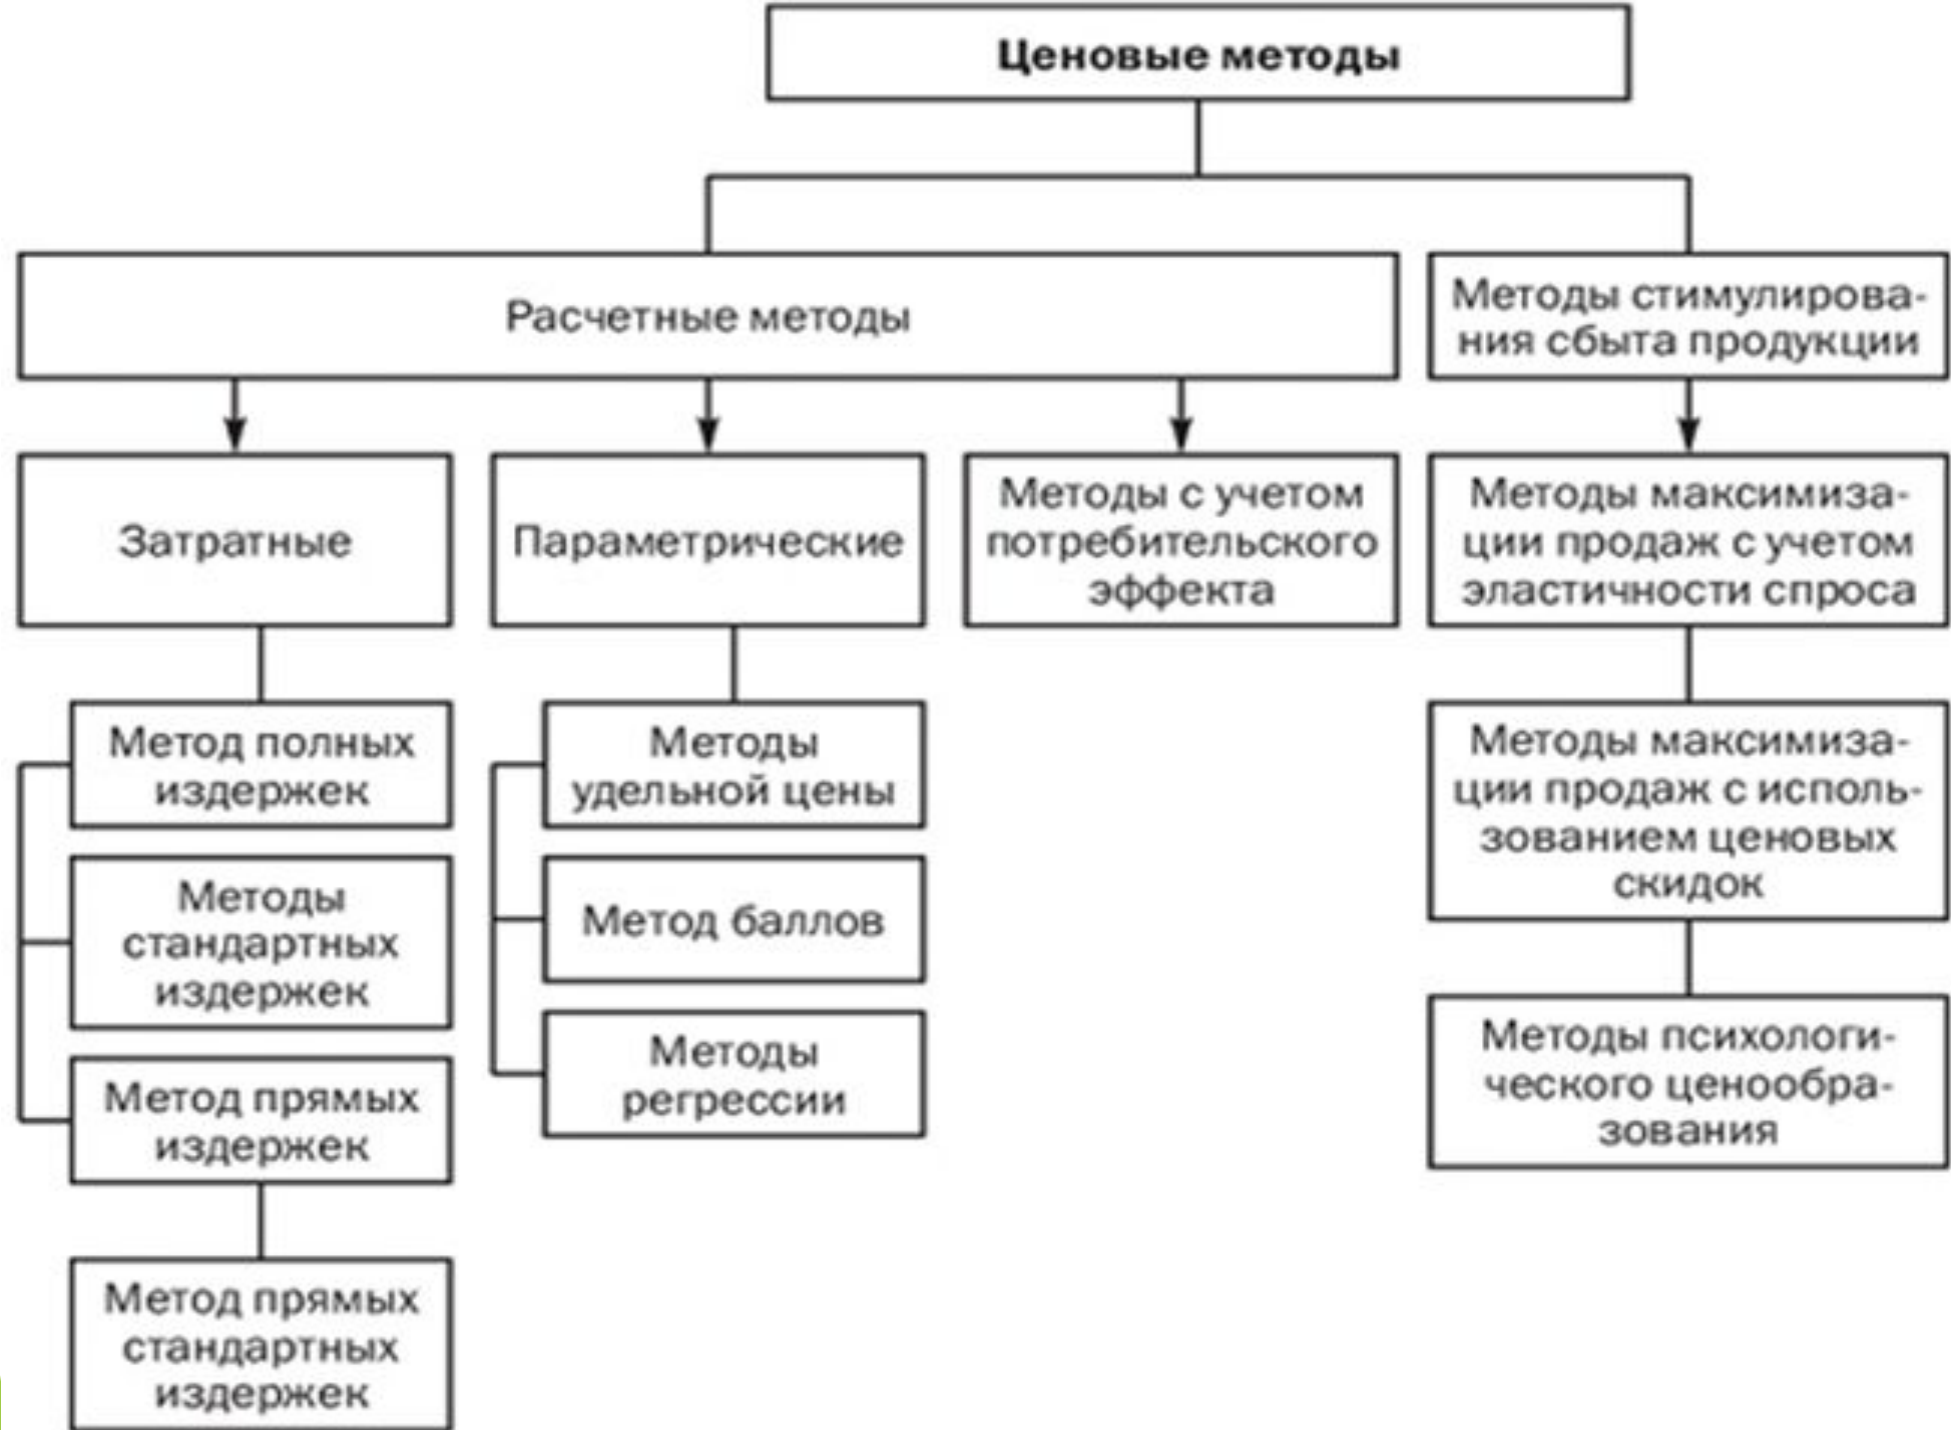 Ценовые методы
Расчетные методы
Методы стимулирова-
ния сбыта продукции
Затратные
Параметрические
Методы с учетом
потребительского
эффекта
Методы максимиза-
ции продаж с учетом
эластичности спроса
Метод полных
издержек
Методы
стандартных
издержек
Метод прямых
издержек
Метод прямых
стандартных
издержек
Методы
удельной цены
Метод баллов
Методы
регрессии
Методы максимиза-
ции продаж с исполь-
зованием ценовых
скидок
Методы психологи-
ческого ценообра-
зования